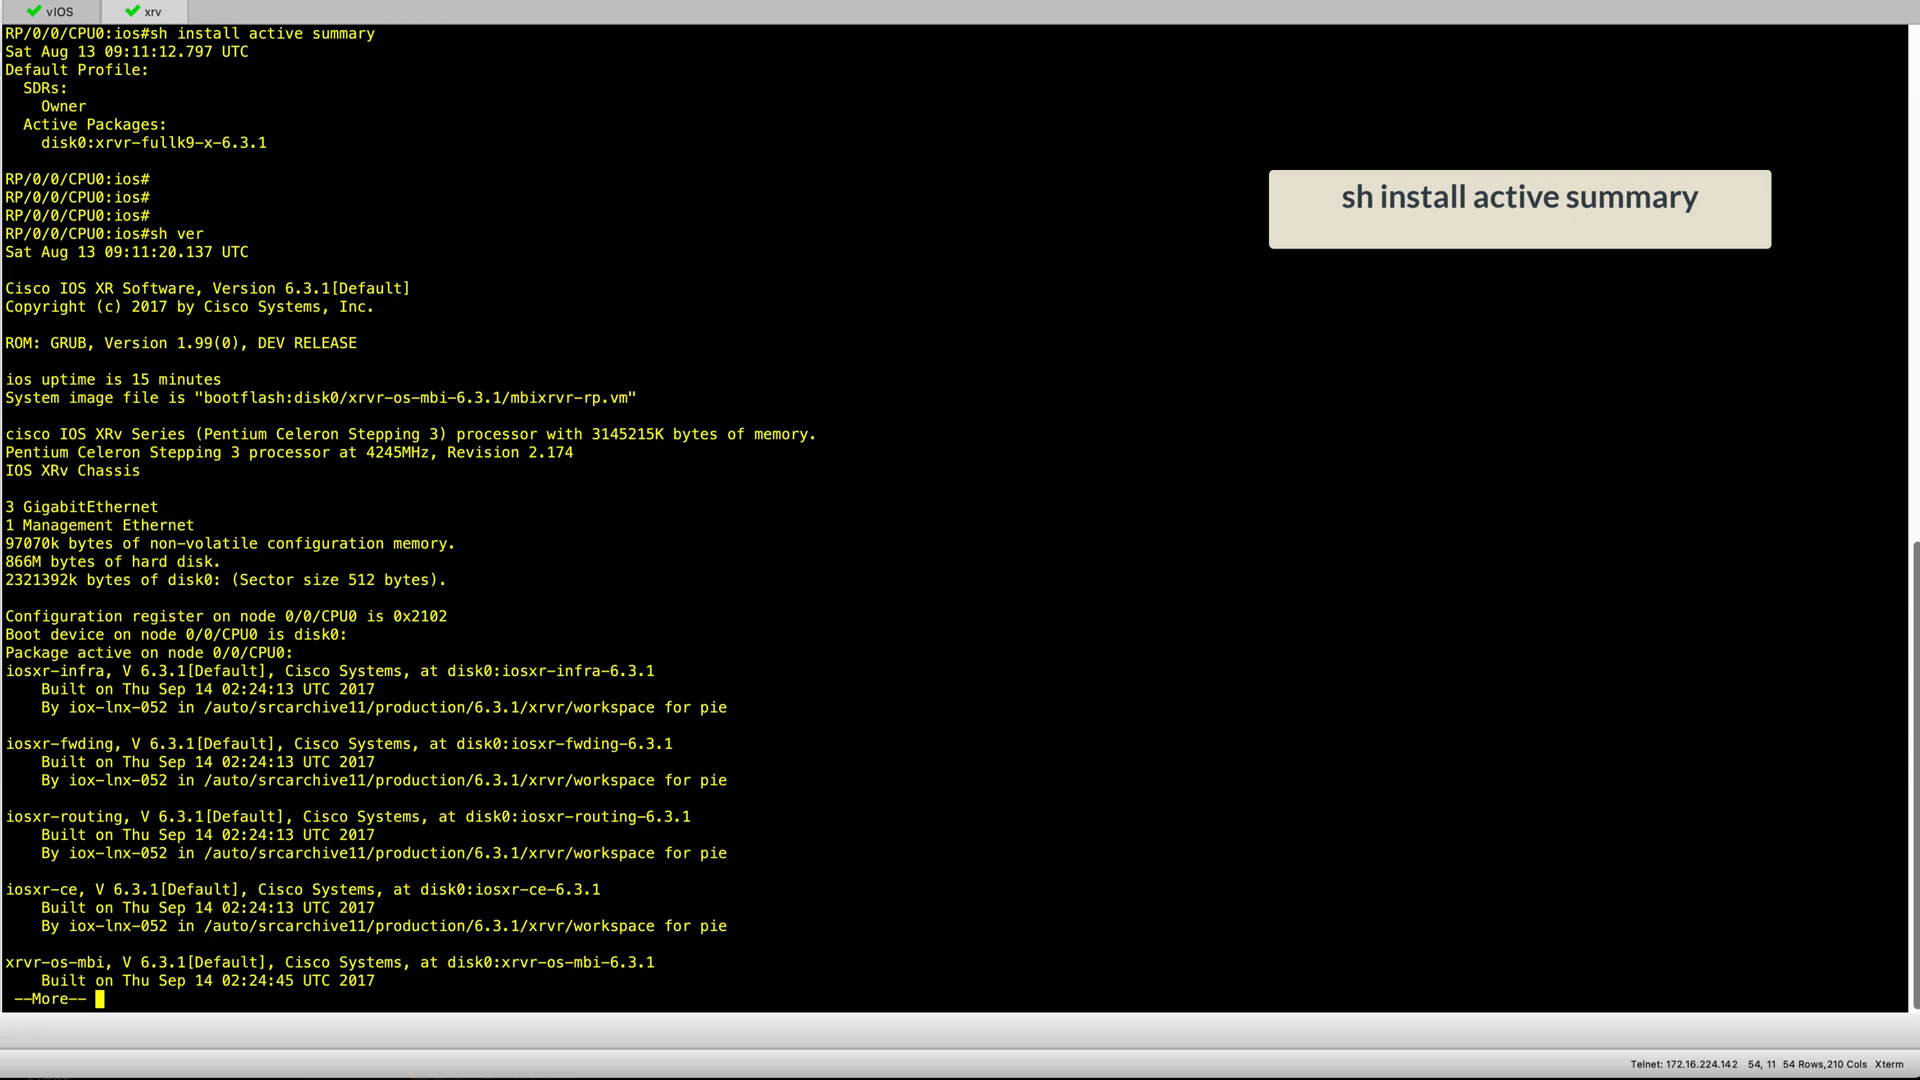 vIOS
xrv
RP/0/0/CPU0:ios#sh install active summary
Sat Aug 13 09:11:12.797 UTC
Default Profile:
  SDRs:
    Owner
  Active Packages:
    disk0:xrvr-fullk9-x-6.3.1
RP/0/0/CPU0:ios#
RP/0/0/CPU0:ios#
RP/0/0/CPU0:ios#
RP/0/0/CPU0:ios#sh ver
Sat Aug 13 09:11:20.137 UTC
sh install active summary
Cisco IOS XR Software, Version 6.3.1[Default]
Copyright (c) 2017 by Cisco Systems, Inc.
ROM: GRUB, Version 1.99(0), DEV RELEASE
ios uptime is 15 minutes
System image file is "bootflash:disk0/xrvr-os-mbi-6.3.1/mbixrvr-rp.vm"
cisco IOS XRv Series (Pentium Celeron Stepping 3) processor with 3145215K bytes of memory.
Pentium Celeron Stepping 3 processor at 4245MHz, Revision 2.174
IOS XRv Chassis
3 GigabitEthernet
1 Management Ethernet
97070k bytes of non-volatile configuration memory.
866M bytes of hard disk.
2321392k bytes of disk0: (Sector size 512 bytes).
Configuration register on node 0/0/CPU0 is 0x2102
Boot device on node 0/0/CPU0 is disk0:
Package active on node 0/0/CPU0:
iosxr-infra, V 6.3.1[Default], Cisco Systems, at disk0:iosxr-infra-6.3.1
    Built on Thu Sep 14 02:24:13 UTC 2017
    By iox-lnx-052 in /auto/srcarchive11/production/6.3.1/xrvr/workspace for pie
iosxr-fwding, V 6.3.1[Default], Cisco Systems, at disk0:iosxr-fwding-6.3.1
    Built on Thu Sep 14 02:24:13 UTC 2017
    By iox-lnx-052 in /auto/srcarchive11/production/6.3.1/xrvr/workspace for pie
iosxr-routing, V 6.3.1[Default], Cisco Systems, at disk0:iosxr-routing-6.3.1
    Built on Thu Sep 14 02:24:13 UTC 2017
    By iox-lnx-052 in /auto/srcarchive11/production/6.3.1/xrvr/workspace for pie
iosxr-ce, V 6.3.1[Default], Cisco Systems, at disk0:iosxr-ce-6.3.1
    Built on Thu Sep 14 02:24:13 UTC 2017
    By iox-lnx-052 in /auto/srcarchive11/production/6.3.1/xrvr/workspace for pie
xrvr-os-mbi, V 6.3.1[Default], Cisco Systems, at disk0:xrvr-os-mbi-6.3.1
    Built on Thu Sep 14 02:24:45 UTC 2017
 --More--
Telnet: 172.16.224.142 54, 11 54 Rows,210 Cols Xterm